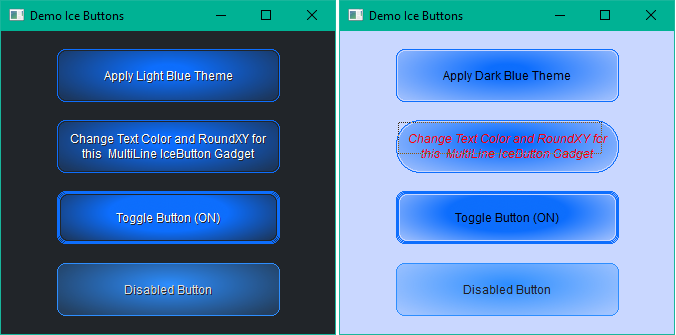 Demo Ice Buttons
Apply Light Blue Theme
Change Text Color and RoundXY for
this  MultiLine IceButton Gadget
Toggle Button (ON)
Disabled Button
Demo Ice Buttons
Apply Dark Blue Theme
Change Text Color and RoundXY for
this  MultiLine IceButton Gadget
Toggle Button (ON)
Disabled Button